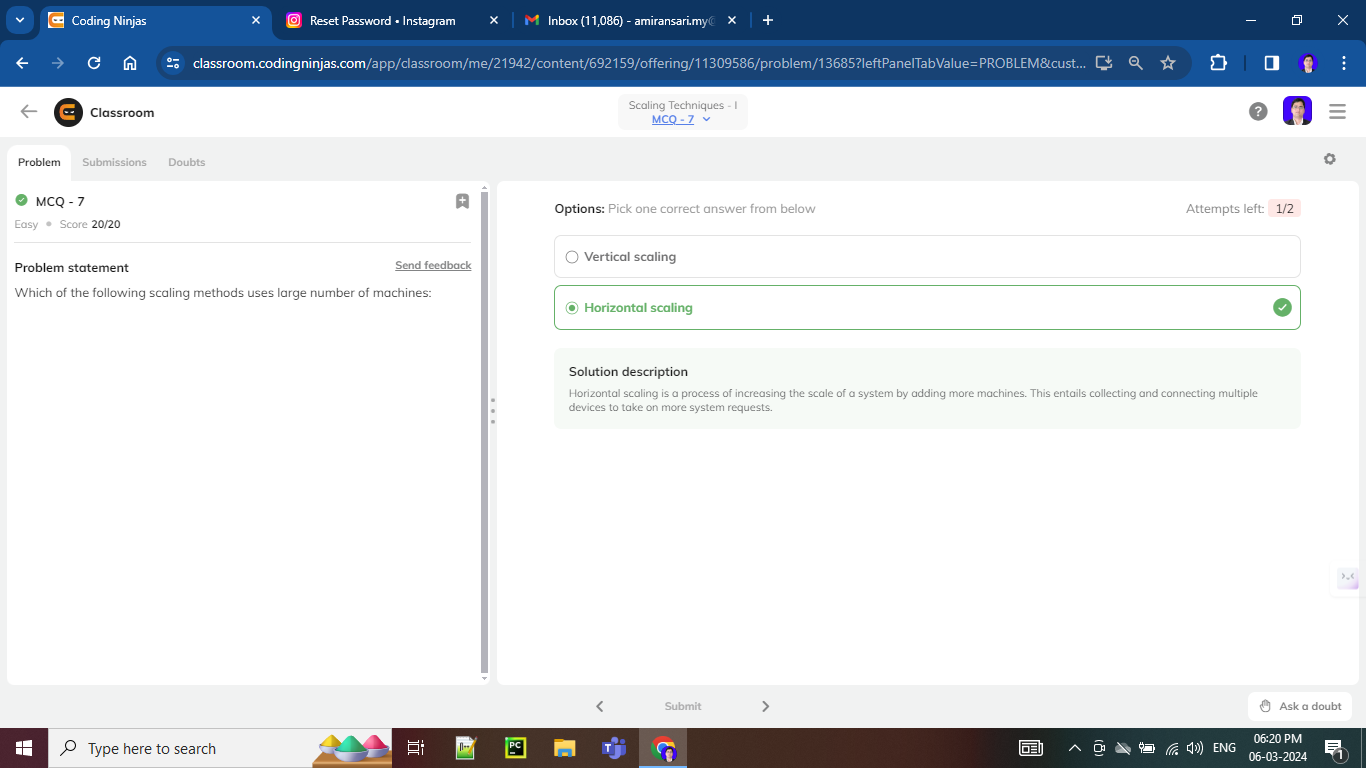 Coding Ninjas
Reset Password • Instagram
Inbox (11,086) - amiransari.my@
classroom.codingninjas.com/app/classroom/me/21942/content/692159/offering/11309586/problem/13685?leftPanelTabValue=PROBLEM&cust...
Classroom
Scaling Techniques - I
MCQ - 7
Problem Submissions Doubts
MCQ - 7
Easy • Score 20/20
Problem statement
Send feedback
Which of the following scaling methods uses large number of machines:
Options: Pick one correct answer from below
Attempts left: 1/2
Vertical scaling
Horizontal scaling
Solution description
Horizontal scaling is a process of increasing the scale of a system by adding more machines. This entails collecting and connecting multiple
devices to take on more system requests.
Submit
Ask a doubt
Type here to search
PC
ENG
06:20 PM
06-03-2024
1